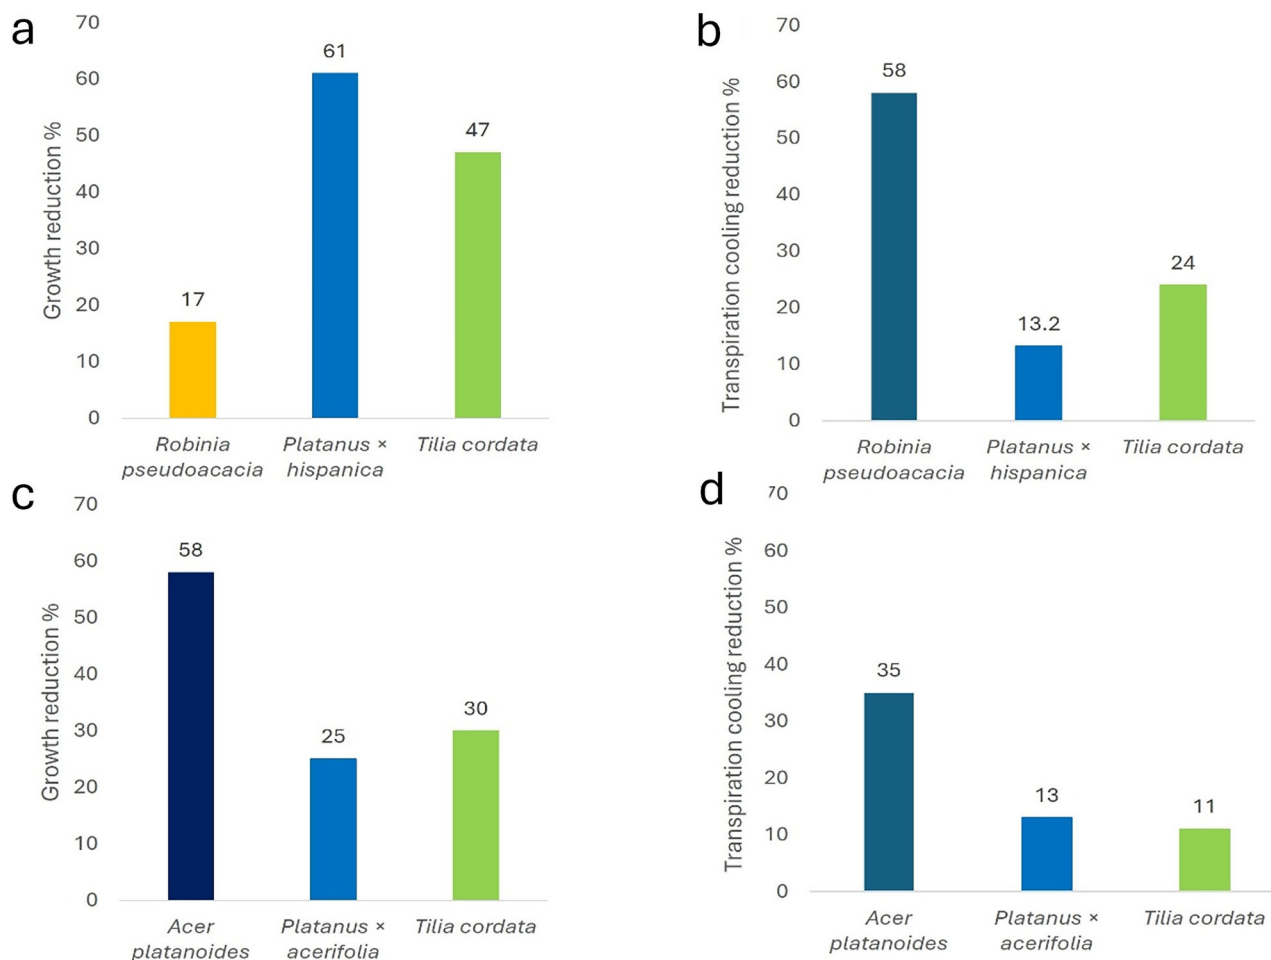 a
Growth reduction %
70
60
50
40
30
20
10
0
17
61
47
Robinia
pseudoacacia
Platanus ×
hispanica
Tilia cordata
b
Transpiration cooling reduction %
70
60
50
40
30
20
10
0
58
13.2
24
Robinia
pseudoacacia
Platanus ×
hispanica
Tilia cordata
c
Growth reduction %
70
60
50
40
30
20
10
0
58
25
30
Acer
platanoides
Platanus ×
acerifolia
Tilia cordata
d
Transpiration cooling reduction %
70
60
50
40
30
20
10
0
35
13
11
Acer
platanoides
Platanus ×
acerifolia
Tilia cordata